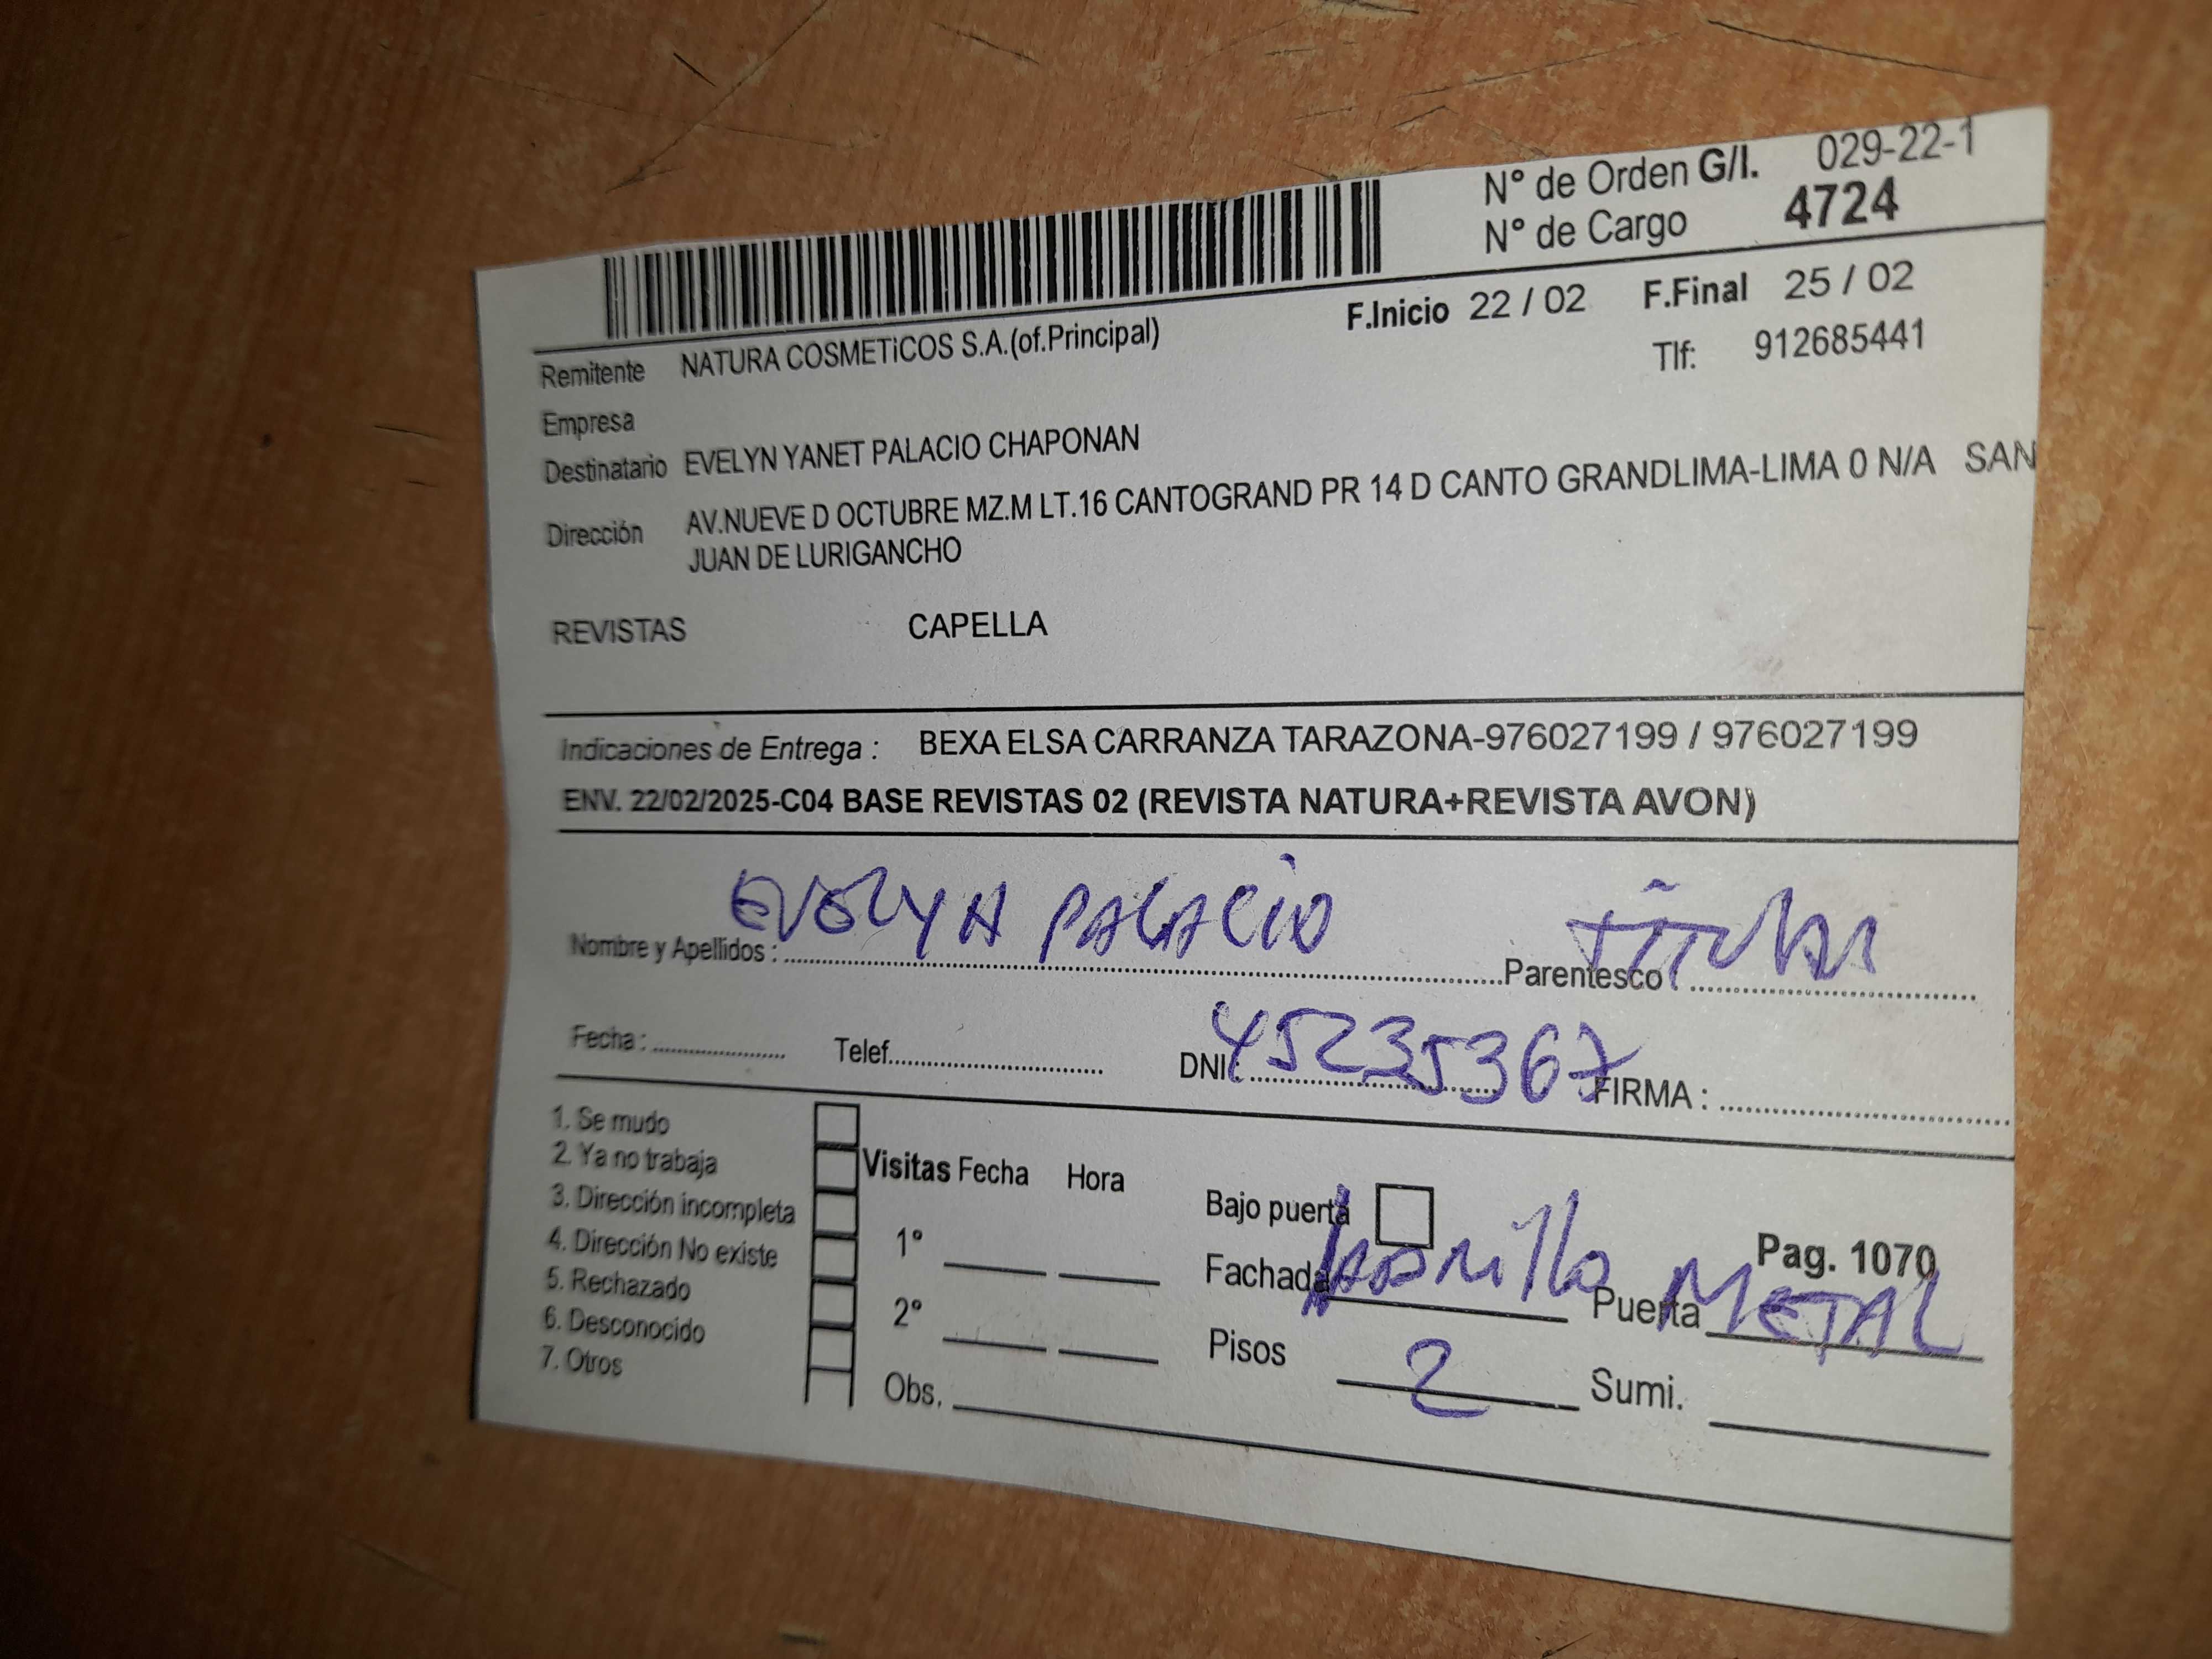 N° de Orden G/I. 029-22-1
N° de Cargo 4724
F.Inicio 22 / 02 F.Final 25 / 02
Remitente NATURA COSMETiCOS S.A.(of.Principal) Tlf: 912685441
Empresa
Destinatario EVELYN YANET PALACIO CHAPONAN
Dirección AV.NUEVE D OCTUBRE MZ.M LT.16 CANTOGRAND PR 14 D CANTO GRANDLIMA-LIMA 0 N/A SAN
JUAN DE LURIGANCHO
REVISTAS CAPELLA
Indicaciones de Entrega : BEXA ELSA CARRANZA TARAZONA-976027199 / 976027199
ENV. 22/02/2025-C04 BASE REVISTAS 02 (REVISTA NATURA+REVISTA AVON)
Nombre y Apellidos : EVELYN PALACIO Parentesco
Fecha : Telef. DNI : 45235367 FIRMA :
1. Se mudo
2. Ya no trabaja
3. Dirección incompleta
4. Dirección No existe
5. Rechazado
6. Desconocido
7. Otros
Visitas Fecha Hora
1°
2°
Obs.
Bajo puerta
Pag. 1070
Fachada Ladrillo Puerta METAL
Pisos 2 Sumi.